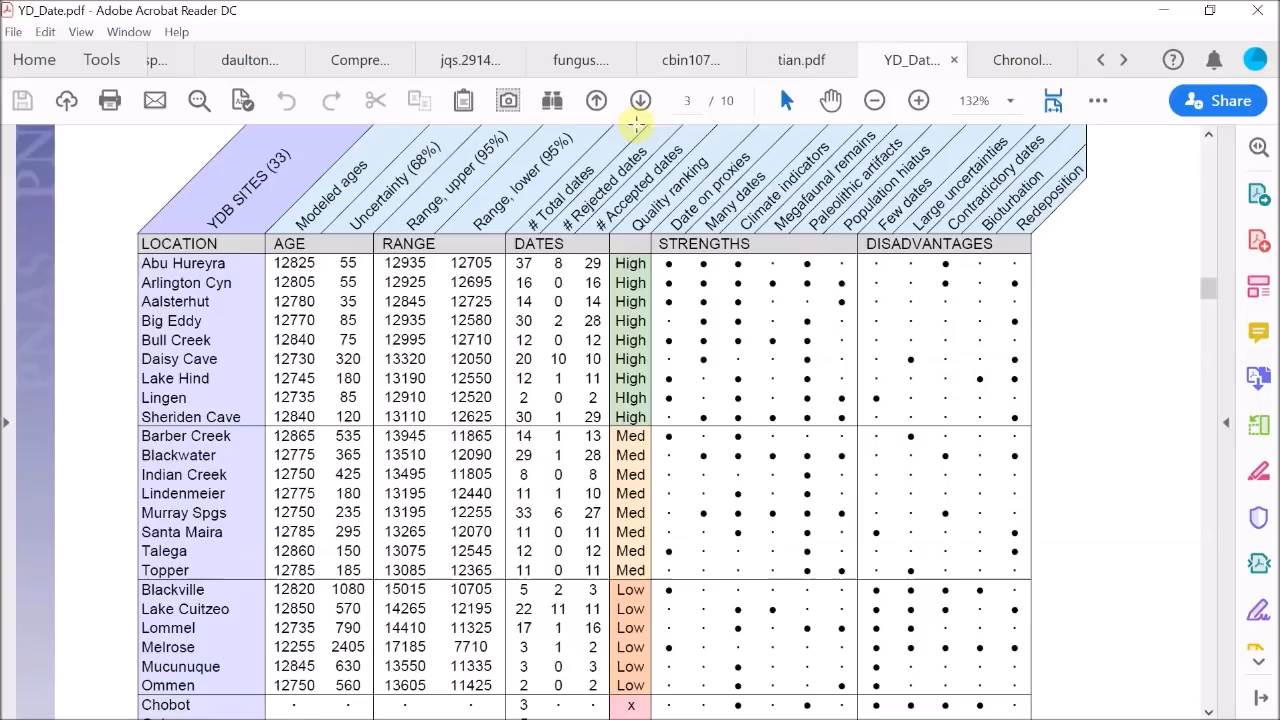 YD_Date.pdf - Adobe Acrobat Reader DC
File Edit View Window Help
Home Tools sp... daulton... Compre... jqs.2914... fungus.... cbin107... tian.pdf YD_Dat... × Chronol...
3 / 10 132% Share
YDB SITES (33) Modeled ages Uncertainty (68%) Range, upper (95%) Range, lower (95%) # Total dates # Rejected dates # Accepted dates Quality ranking Date on proxies Many dates Climate indicators Megafaunal remains Paleolithic artifacts Population hiatus Few dates Large uncertainties Contradictory dates Bioturbation Redeposition
LOCATION AGE RANGE DATES STRENGTHS DISADVANTAGES
Abu Hureyra 12825 55 12935 12705 37 8 29 High ● ● ● · ● · · · ● · ·
Arlington Cyn 12805 55 12925 12695 16 0 16 High ● ● ● ● ● ● · · ● · ●
Aalsterhut 12780 35 12845 12725 14 0 14 High ● ● ● · · ● · · · · ·
Big Eddy 12770 85 12935 12580 30 2 28 High · ● ● · ● · · · · · ●
Bull Creek 12840 75 12995 12710 12 0 12 High ● ● ● ● ● · · · · · ·
Daisy Cave 12730 320 13320 12050 20 10 10 High · ● · · ● · · ● · · ●
Lake Hind 12745 180 13190 12550 12 1 11 High ● · ● · ● · · · · ● ●
Lingen 12735 85 12910 12520 2 0 2 HIgh ● · ● · ● ● ● · · · ·
Sheriden Cave 12840 120 13110 12625 30 1 29 High · ● ● ● ● ● · · · · ●
Barber Creek 12865 535 13945 11865 14 1 13 Med ● · ● · · · · ● · · ·
Blackwater 12775 365 13510 12090 29 1 28 Med · ● ● ● ● ● · · ● · ●
Indian Creek 12750 425 13495 11805 8 0 8 Med · · · · ● · · · · · ·
Lindenmeier 12775 180 13195 12440 11 1 10 Med · · ● · ● · · · · · ·
Murray Spgs 12750 235 13195 12255 33 6 27 Med · ● ● ● ● ● · · ● · ·
Santa Maira 12785 295 13265 12070 11 0 11 Med · · ● · ● · ● · · · ●
Talega 12860 150 13075 12545 12 0 12 Med ● · · · ● · · · · · ●
Topper 12785 185 13085 12365 11 0 11 Med · · · · ● ● · ● · · ·
Blackville 12820 1080 15015 10705 5 2 3 Low ● · · · · · ● ● ● ● ·
Lake Cuitzeo 12850 570 14265 12195 22 11 11 Low · · ● ● · · ● ● ● · ●
Lommel 12735 790 14410 11325 17 1 16 Low · · ● · ● ● ● ● · · ·
Melrose 12255 2405 17185 7710 3 1 2 Low ● · · · · · ● ● ● ● ●
Mucunuque 12845 630 13550 11335 3 0 3 Low · · ● · · · ● · · · ·
Ommen 12750 560 13605 11425 2 0 2 Low · · ● · · ● ● · · · ·
Chobot · · · · 3 · · x · · ● · ● · ● ● ● ● ●